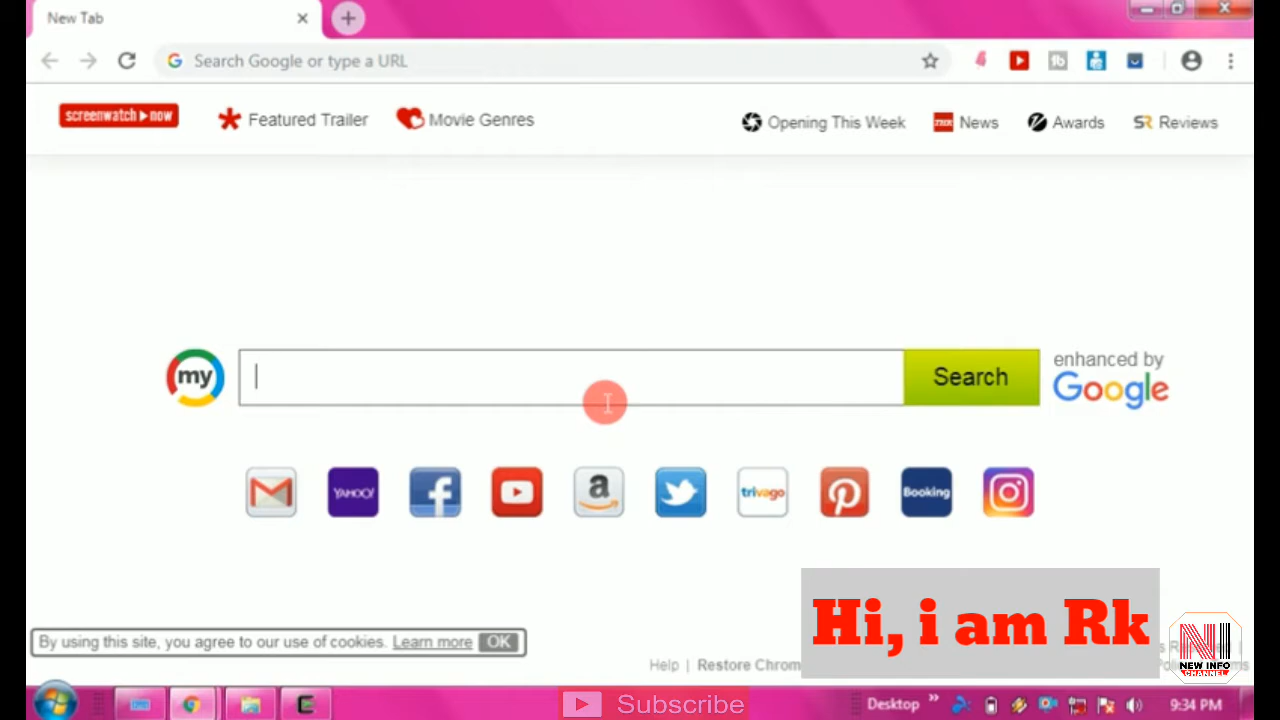 New Tab
Search Google or type a URL
screenwatch now
Featured Trailer
Movie Genres
Opening This Week
News
Awards
SR Reviews
my
Search
enhanced by
Google
YAHOO!
a
trivago
Booking
Hi, i am Rk
By using this site, you agree to our use of cookies. Learn more OK
Help | Restore Chrom
NI
NEW INFO
CHANNEL
Subscribe
Desktop
9:34 PM